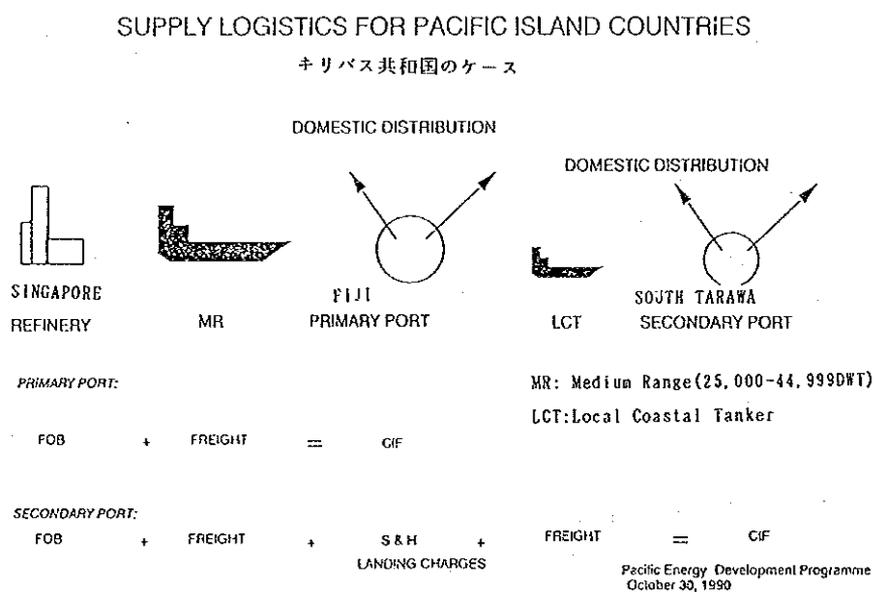 SUPPLY LOGISTICS FOR PACIFIC ISLAND COUNTRIES
キリバス共和国のケース
DOMESTIC DISTRIBUTION
DOMESTIC DISTRIBUTION
SINGAPORE
FIJI
SOUTH TARAWA
REFINERY
MR
PRIMARY PORT
LCT
SECONDARY PORT
PRIMARY PORT:
MR: Medium Range(25,000-44,999DWT)
LCT:Local Coastal Tanker
FOB + FREIGHT = CIF
SECONDARY PORT:
FOB + FREIGHT + S & H + FREIGHT = CIF
LANDING CHARGES
Pacific Energy Development Programme
October 30, 1990